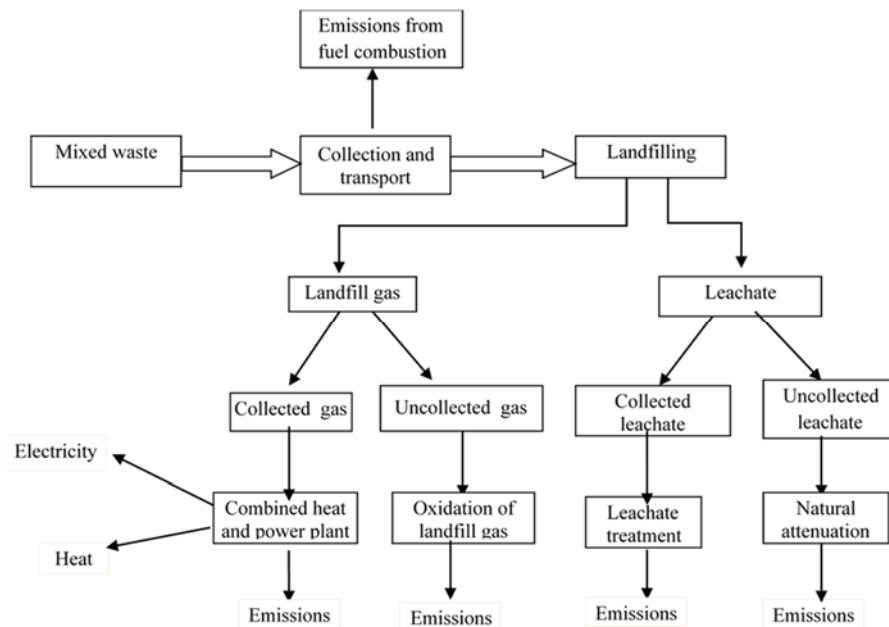 Emissions from
fuel combustion
Mixed waste
Collection and
transport
Landfilling
Landfill gas
Leachate
Collected gas
Uncollected gas
Collected
leachate
Uncollected
leachate
Electricity
Combined heat
and power plant
Oxidation of
landfill gas
Leachate
treatment
Natural
attenuation
Heat
Emissions
Emissions
Emissions
Emissions